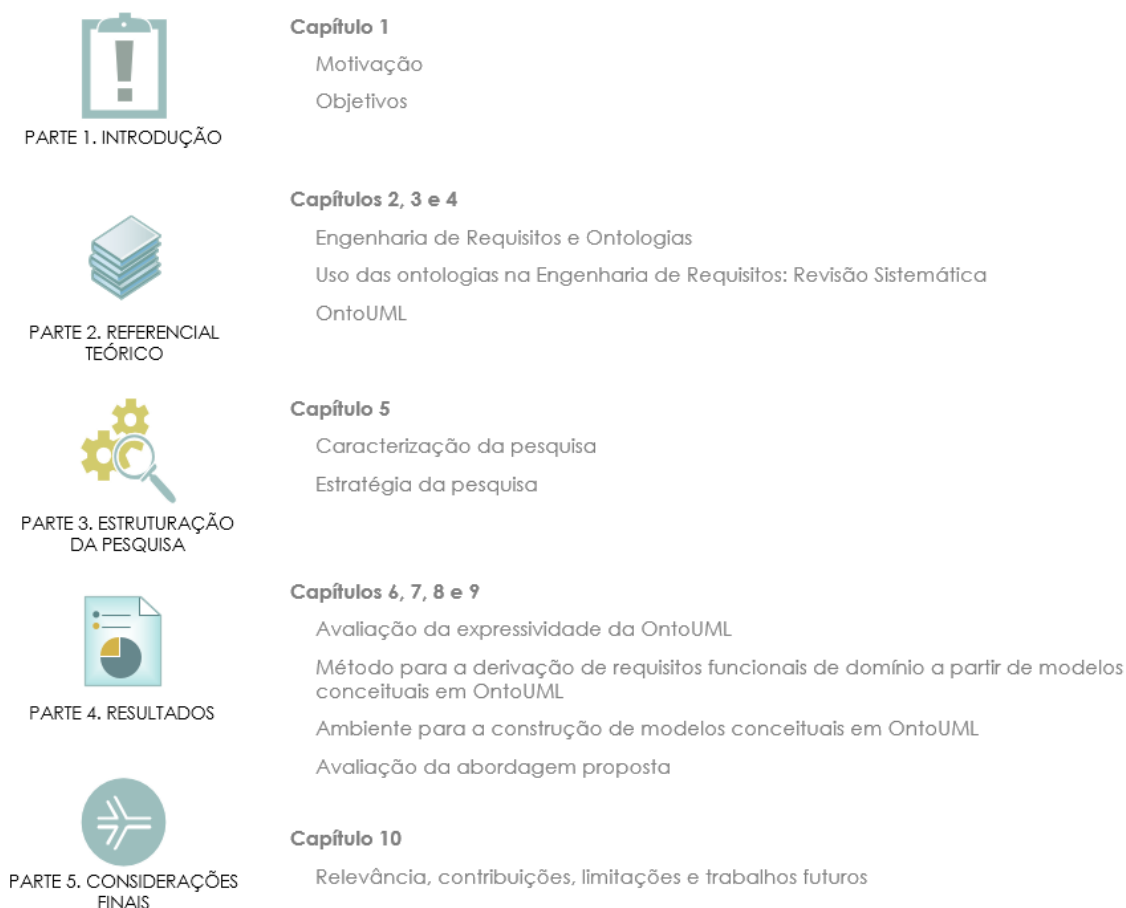 Capítulo 1
Motivação
Objetivos
PARTE 1. INTRODUÇÃO
Capítulos 2, 3 e 4
Engenharia de Requisitos e Ontologias
Uso das ontologias na Engenharia de Requisitos: Revisão Sistemática
OntoUML
PARTE 2. REFERENCIAL
TEÓRICO
Capítulo 5
Caracterização da pesquisa
Estratégia da pesquisa
PARTE 3. ESTRUTURAÇÃO
DA PESQUISA
Capítulos 6, 7, 8 e 9
Avaliação da expressividade da OntoUML
Método para a derivação de requisitos funcionais de domínio a partir de modelos
conceituais em OntoUML
Ambiente para a construção de modelos conceituais em OntoUML
Avaliação da abordagem proposta
PARTE 4. RESULTADOS
Capítulo 10
Relevância, contribuições, limitações e trabalhos futuros
PARTE 5. CONSIDERAÇÕES
FINAIS